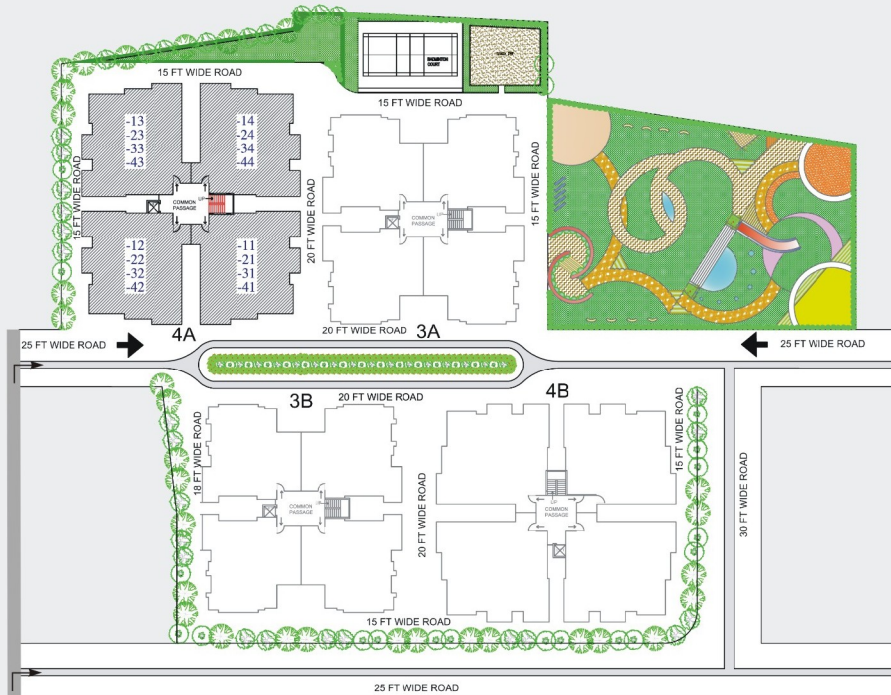 BADMINTON
COURT
15 FT WIDE ROAD
15 FT WIDE ROAD
-13
-23
-33
-43
-14
-24
-34
-44
15 FT WIDE ROAD
UP
COMMON
PASSAGE
20 FT WIDE ROAD
UP
COMMON
PASSAGE
15 FT WIDE ROAD
-12
-22
-32
-42
-11
-21
-31
-41
4A
20 FT WIDE ROAD
3A
25 FT WIDE ROAD
25 FT WIDE ROAD
3B
20 FT WIDE ROAD
4B
18 FT WIDE ROAD
UP
COMMON
PASSAGE
20 FT WIDE ROAD
UP
COMMON
PASSAGE
15 FT WIDE ROAD
30 FT WIDE ROAD
15 FT WIDE ROAD
25 FT WIDE ROAD